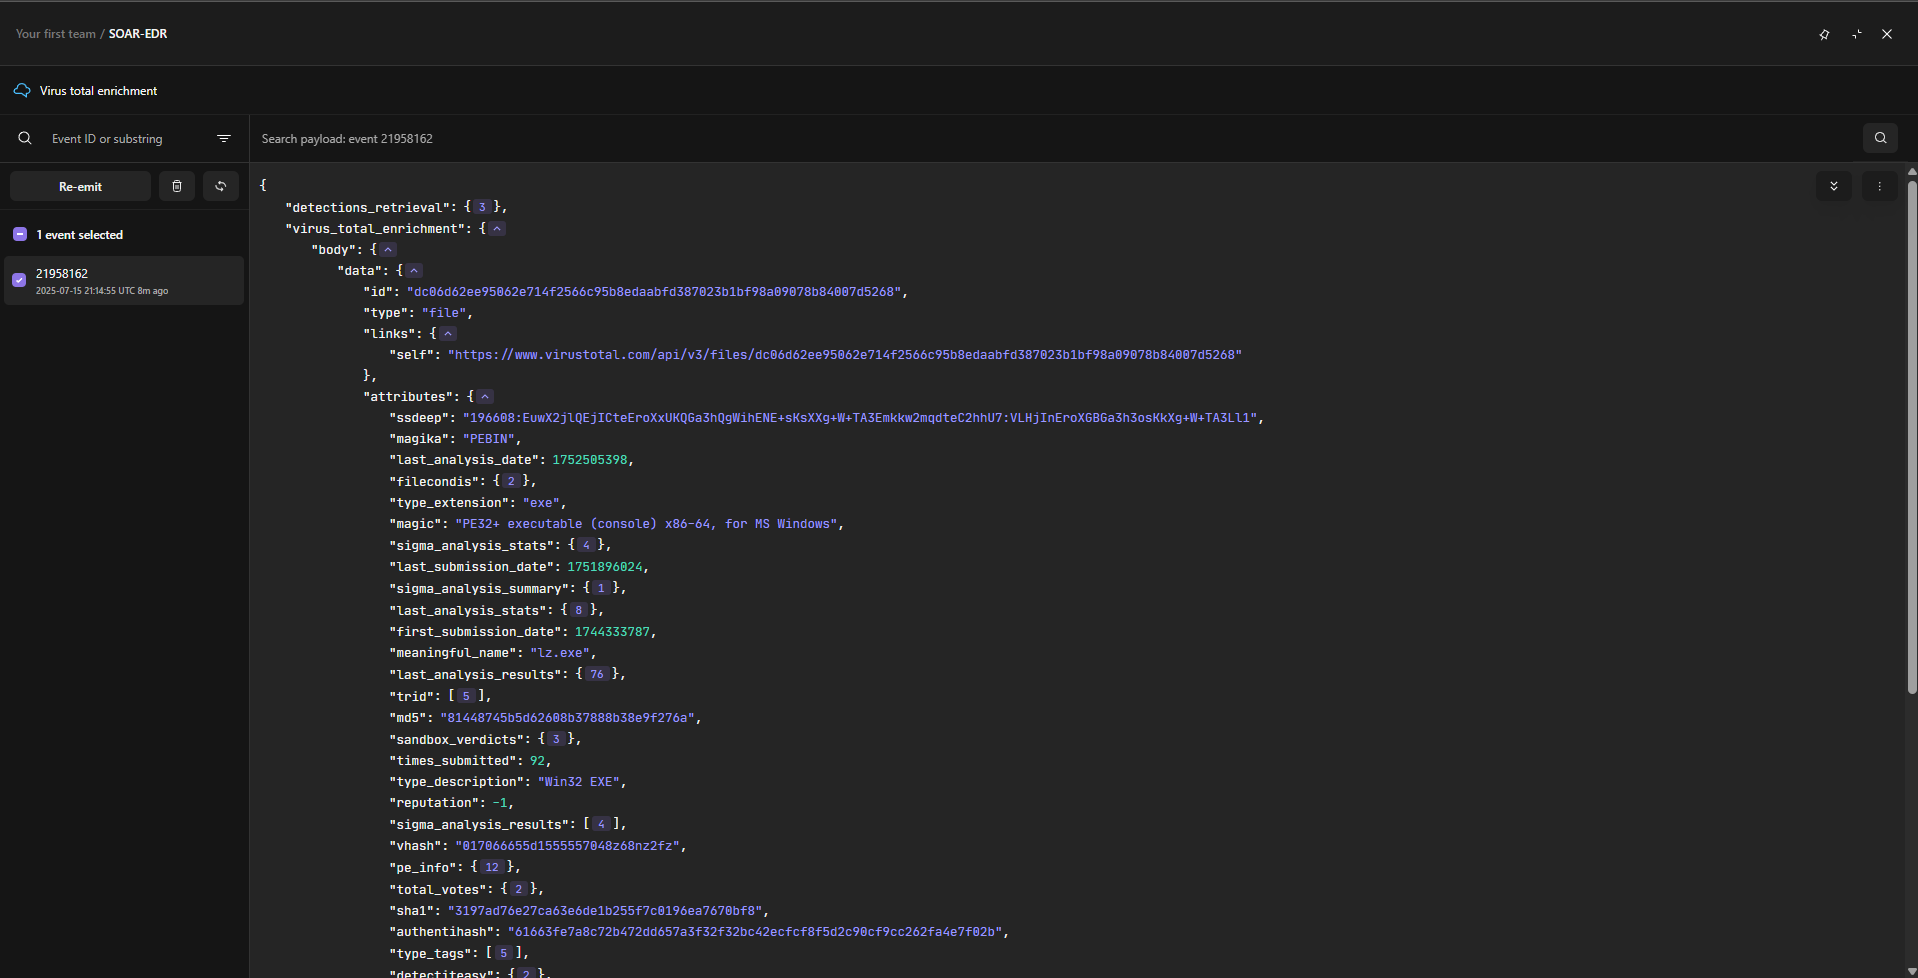 Your first team / SOAR-EDR
Virus total enrichment
Event ID or substring
Search payload: event 21958162
Re-emit
1 event selected
21958162
2025-07-15 21:14:55 UTC 8m ago
{
"detections_retrieval": { 3 },
"virus_total_enrichment": {
"body": {
"data": {
"id": "dc06d62ee95062e714f2566c95b8edaabfd387023b1bf98a09078b84007d5268",
"type": "file",
"links": {
"self": "https://www.virustotal.com/api/v3/files/dc06d62ee95062e714f2566c95b8edaabfd387023b1bf98a09078b84007d5268"
},
"attributes": {
"ssdeep": "196608:EuwX2jlQEjICteEroXxUKQGa3hQgWihENE+sKsXXg+W+TA3Emkkw2mqdteC2hhU7:VLHjInEroXGBGa3h3osKkXg+W+TA3Ll1",
"magika": "PEBIN",
"last_analysis_date": 1752505398,
"filecondis": { 2 },
"type_extension": "exe",
"magic": "PE32+ executable (console) x86-64, for MS Windows",
"sigma_analysis_stats": { 4 },
"last_submission_date": 1751896024,
"sigma_analysis_summary": { 1 },
"last_analysis_stats": { 8 },
"first_submission_date": 1744333787,
"meaningful_name": "lz.exe",
"last_analysis_results": { 76 },
"trid": [ 5 ],
"md5": "81448745b5d62608b37888b38e9f276a",
"sandbox_verdicts": { 3 },
"times_submitted": 92,
"type_description": "Win32 EXE",
"reputation": -1,
"sigma_analysis_results": [ 4 ],
"vhash": "017066655d1555557048z68nz2fz",
"pe_info": { 12 },
"total_votes": { 2 },
"sha1": "3197ad76e27ca63e6de1b255f7c0196ea7670bf8",
"authentihash": "61663fe7a8c72b472dd657a3f32f32bc42ecfcf8f5d2c90cf9cc262fa4e7f02b",
"type_tags": [ 5 ],
"detectiteasy": { 2 },